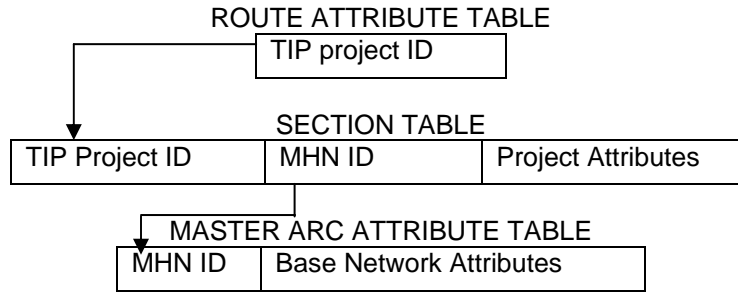 ROUTE ATTRIBUTE TABLE
TIP project ID
SECTION TABLE
TIP Project ID MHN ID Project Attributes
MASTER ARC ATTRIBUTE TABLE
MHN ID Base Network Attributes